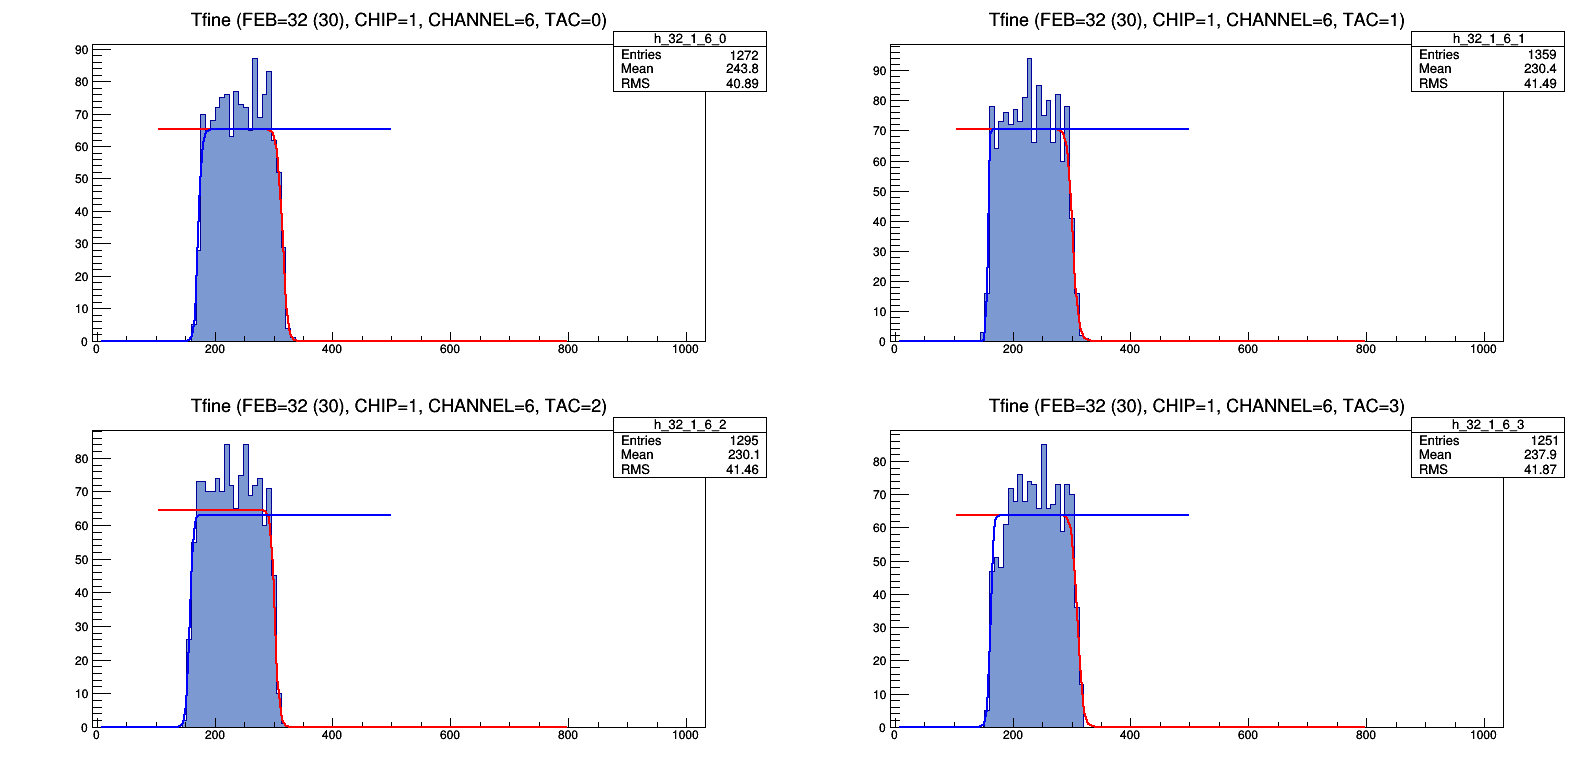 Tfine (FEB=32 (30), CHIP=1, CHANNEL=6, TAC=0)
h_32_1_6_0
Entries 1272
Mean 243.8
RMS 40.89
90
80
70
60
50
40
30
20
10
0
0 200 400 600 800 1000
Tfine (FEB=32 (30), CHIP=1, CHANNEL=6, TAC=1)
h_32_1_6_1
Entries 1359
Mean 230.4
RMS 41.49
90
80
70
60
50
40
30
20
10
0
0 200 400 600 800 1000
Tfine (FEB=32 (30), CHIP=1, CHANNEL=6, TAC=2)
h_32_1_6_2
Entries 1295
Mean 230.1
RMS 41.46
80
70
60
50
40
30
20
10
0
0 200 400 600 800 1000
Tfine (FEB=32 (30), CHIP=1, CHANNEL=6, TAC=3)
h_32_1_6_3
Entries 1251
Mean 237.9
RMS 41.87
80
70
60
50
40
30
20
10
0
0 200 400 600 800 1000